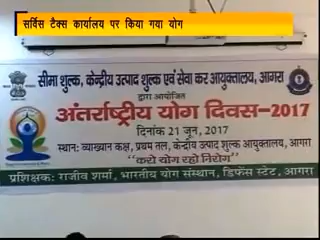 सर्विस टैक्स कार्यालय पर किया गया योग
सीमा शुल्क, केन्द्रीय उत्पाद शुल्क एवं सेवा कर आयुक्तालय, आगरा
द्वारा आयोजित
अंतर्राष्ट्रीय योग दिवस-2017
दिनांक 21 जून, 2017
स्थान: व्याख्यान कक्ष, प्रथम तल, केन्द्रीय उत्पाद शुल्क आयुक्तालय, आगरा
"करो योग रहो निरोग"
प्रशिक्षक: राजीव शर्मा, भारतीय योग संस्थान, डिफेंस स्टेट, आगरा